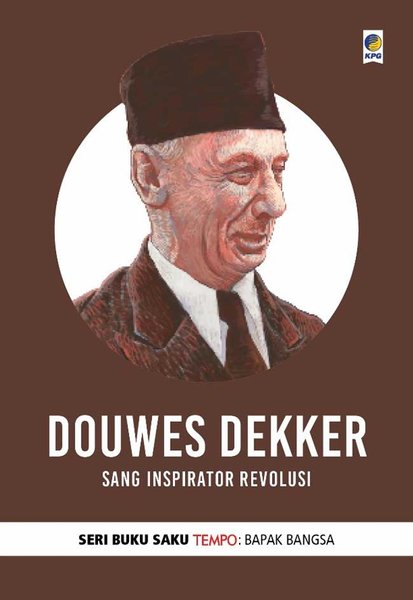 KPG
DOUWES DEKKER
SANG INSPIRATOR REVOLUSI
SERI BUKU SAKU TEMPO: BAPAK BANGSA